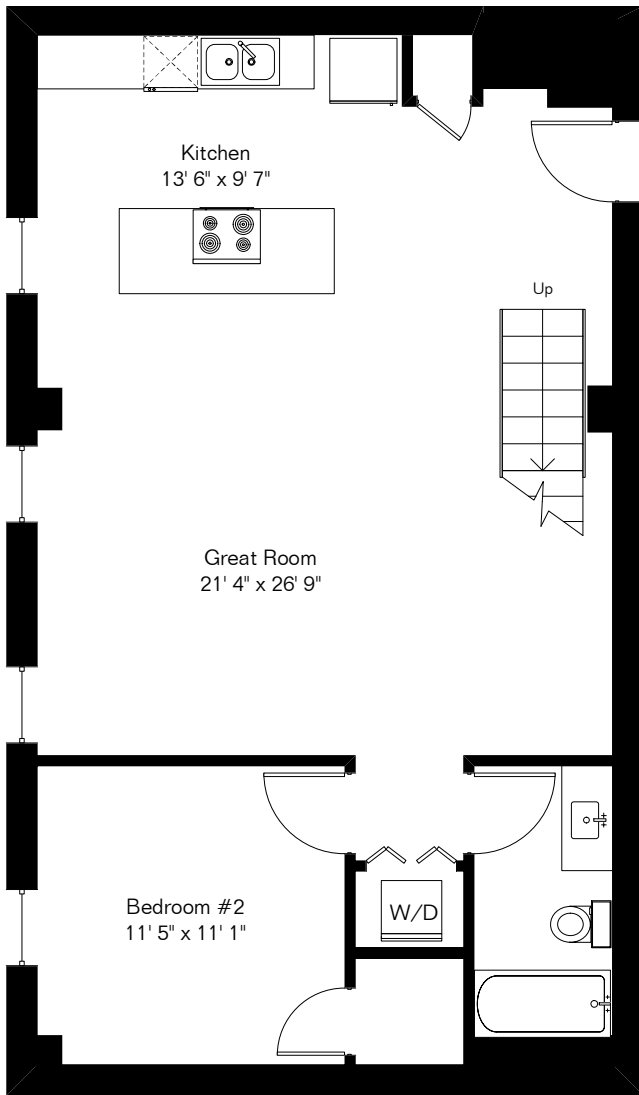 Kitchen
13' 6" x 9' 7"
Up
Great Room
21' 4" x 26' 9"
Bedroom #2
11' 5" x 11' 1"
W/D